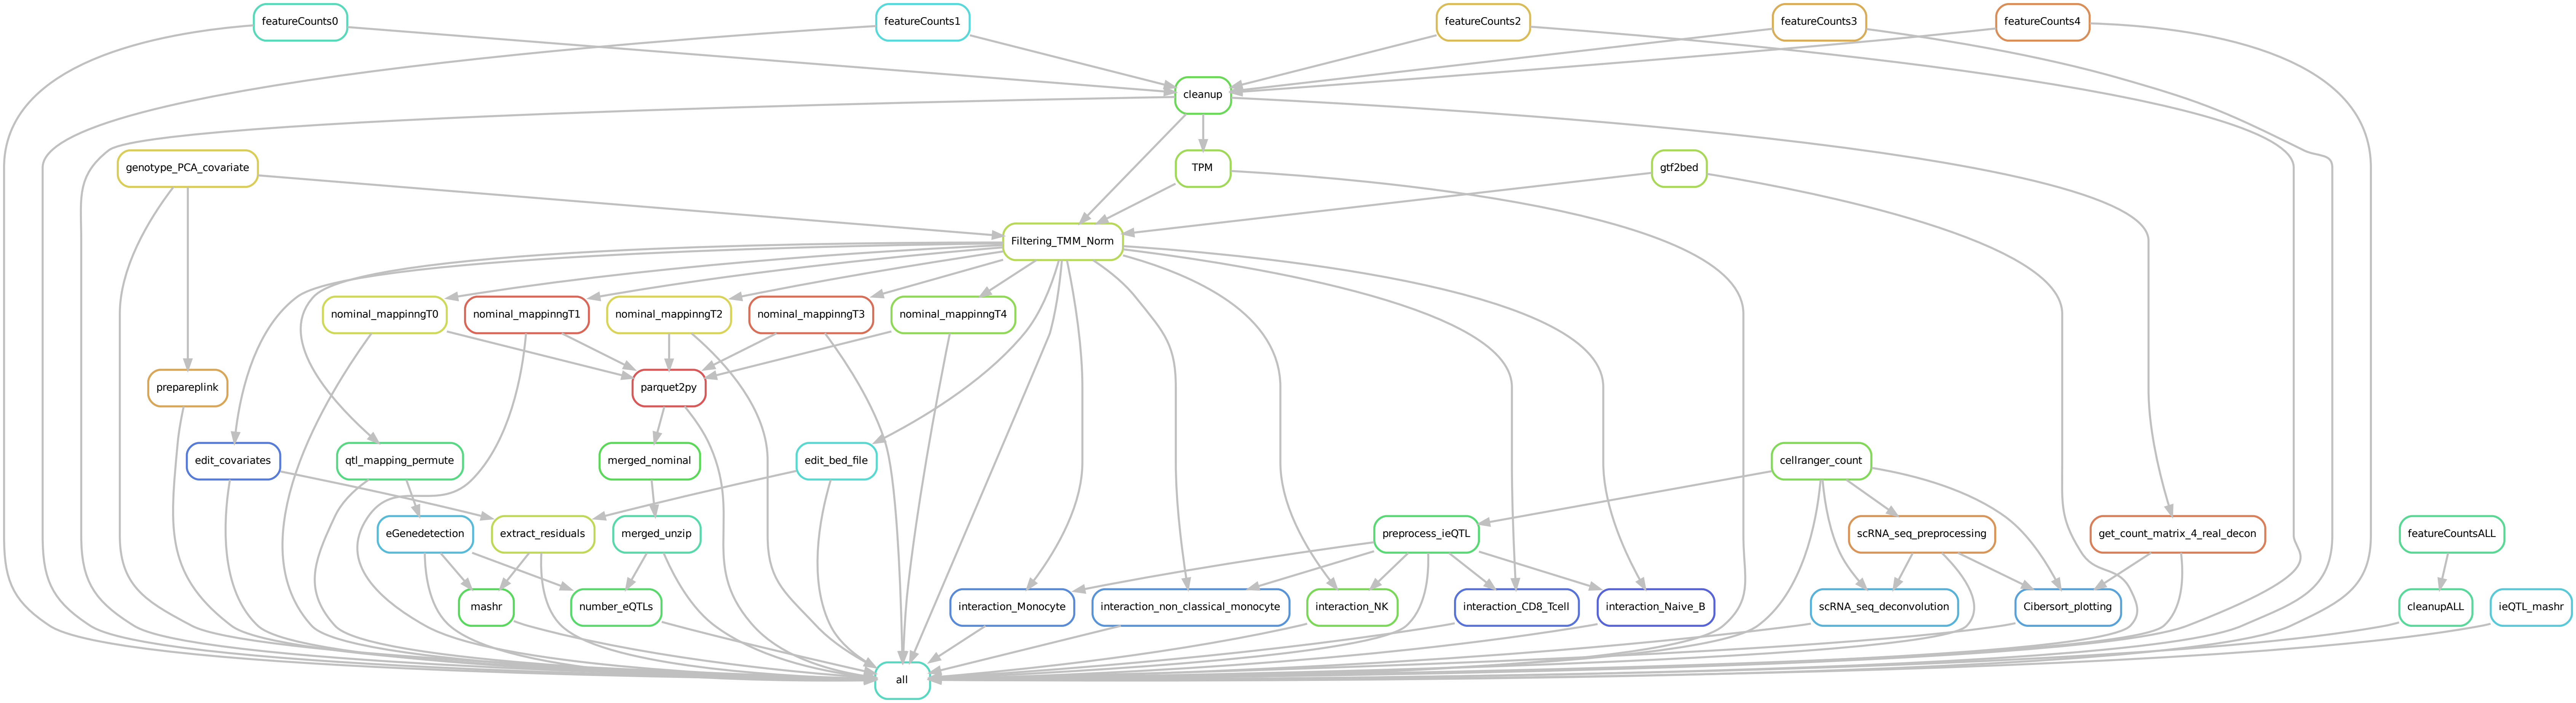 featureCounts0
featureCounts1
featureCounts2
featureCounts3
featureCounts4
cleanup
genotype_PCA_covariate
TPM
gtf2bed
Filtering_TMM_Norm
nominal_mappinngT0
nominal_mappinngT1
nominal_mappinngT2
nominal_mappinngT3
nominal_mappinngT4
prepareplink
parquet2py
edit_covariates
qtl_mapping_permute
merged_nominal
edit_bed_file
cellranger_count
eGenedetection
extract_residuals
merged_unzip
preprocess_ieQTL
scRNA_seq_preprocessing
get_count_matrix_4_real_decon
featureCountsALL
mashr
number_eQTLs
interaction_Monocyte
interaction_non_classical_monocyte
interaction_NK
interaction_CD8_Tcell
interaction_Naive_B
scRNA_seq_deconvolution
Cibersort_plotting
cleanupALL
ieQTL_mashr
all